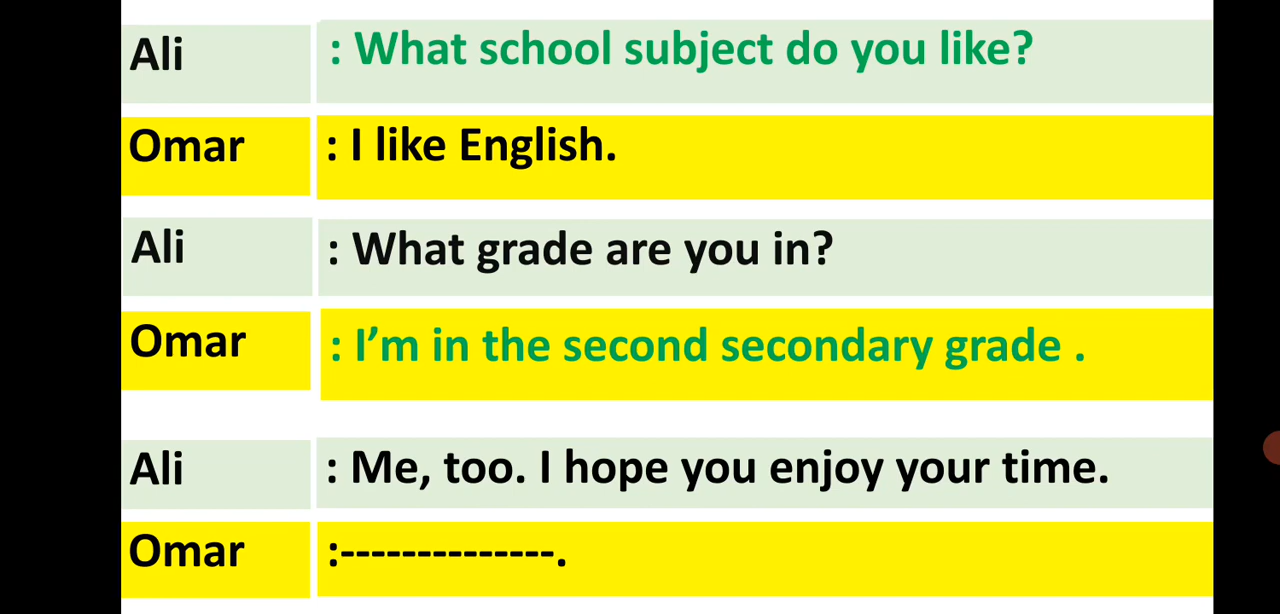 Ali : What school subject do you like?
Omar : I like English.
Ali : What grade are you in?
Omar : I’m in the second secondary grade .
Ali : Me, too. I hope you enjoy your time.
Omar :--------------.